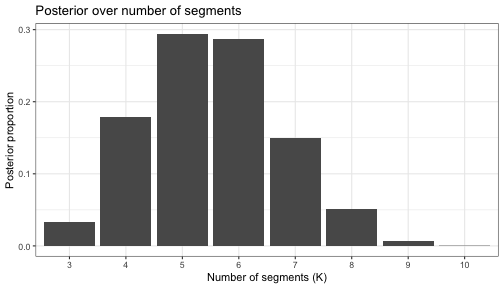 Posterior over number of segments
Posterior proportion
0.3
0.2
0.1
0.0
3 4 5 6 7 8 9 10
Number of segments (K)